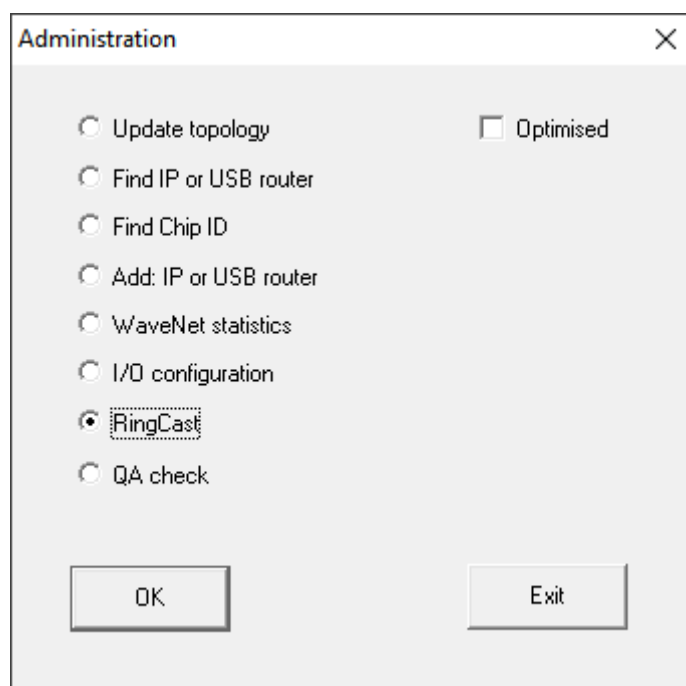 Administration
Update topology
Optimised
Find IP or USB router
Find Chip ID
Add: IP or USB router
WaveNet statistics
I/O configuration
RingCast
QA check
OK
Exit